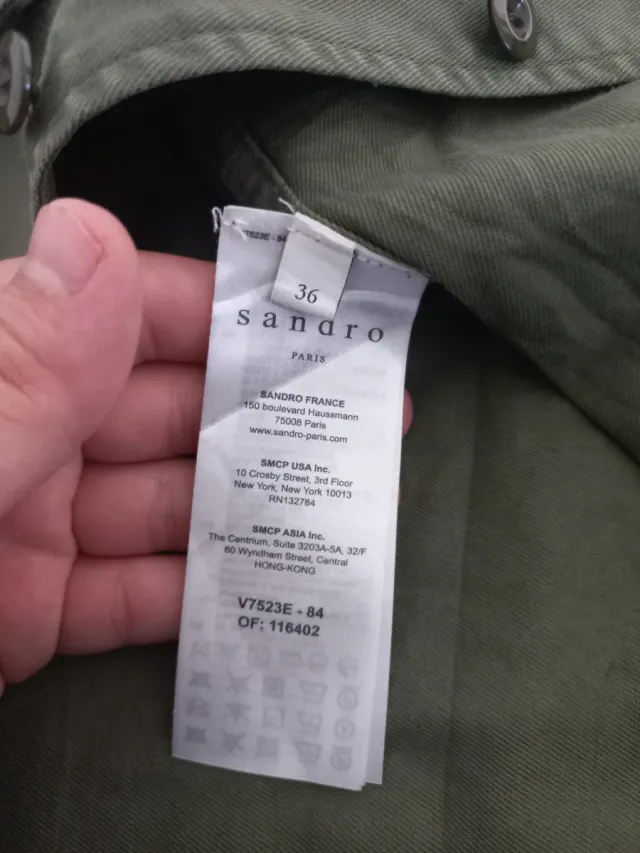 V7523E - 84
36
sandro
PARIS
SANDRO FRANCE
150 boulevard Haussmann
75008 Paris
www.sandro-paris.com
SMCP USA Inc.
10 Crosby Street, 3rd Floor
New York, New York 10013
RN132784
SMCP ASIA Inc.
The Centrium, Suite 3203A-5A, 32/F
60 Wyndham Street, Central
HONG-KONG
V7523E - 84
OF: 116402